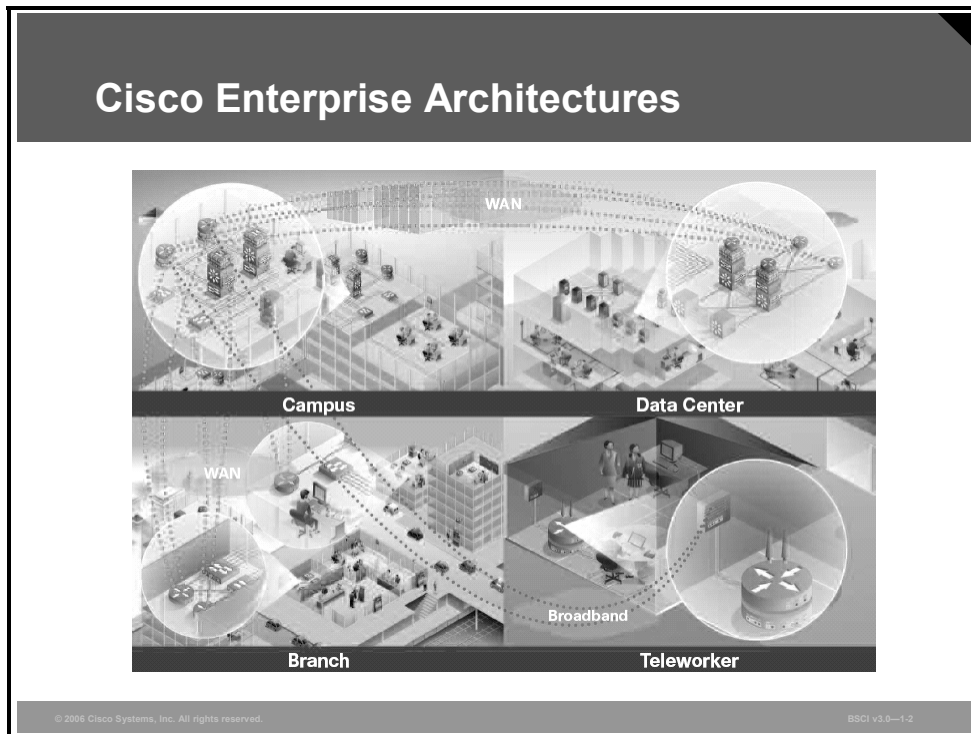 Cisco Enterprise Architectures
WAN
Campus
Data Center
WAN
Broadband
Branch
Teleworker
© 2006 Cisco Systems, Inc. All rights reserved.
BSCI v3.0—1-2